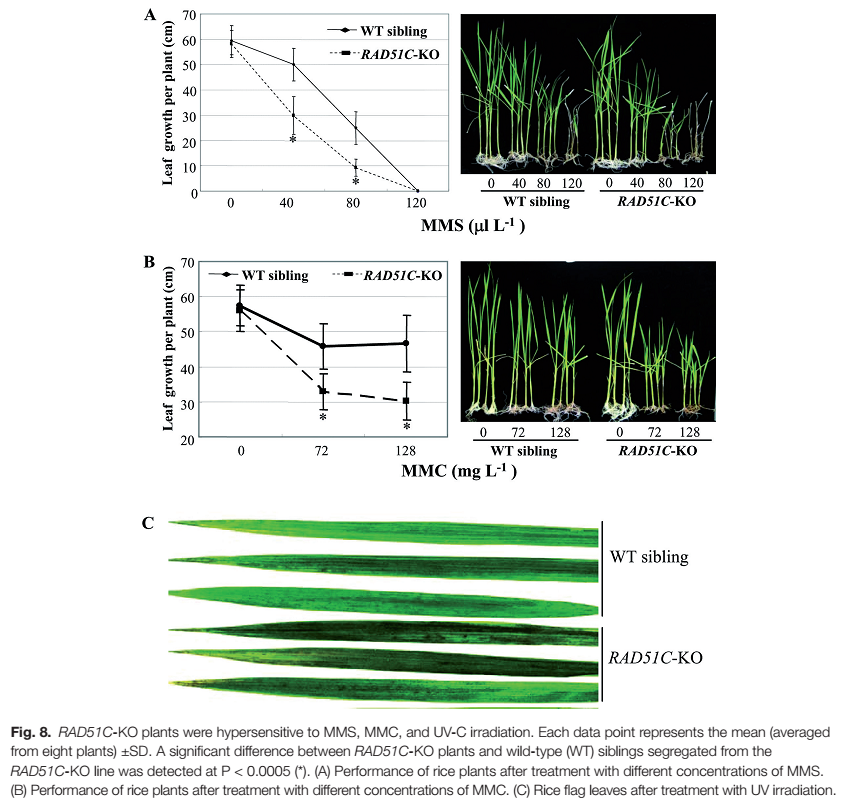 A
70
60
50
40
30
20
10
0
Leaf growth per plant (cm)
WT sibling
RAD51C-KO
*
*
0 40 80 120
MMS (µl L-1 )
0 40 80 120 0 40 80 120
WT sibling RAD51C-KO
B
70
60
50
40
30
20
Leaf growth per plant (cm)
WT sibling RAD51C-KO
*
*
0 72 128
MMC (mg L-1 )
0 72 128 0 72 128
WT sibling RAD51C-KO
C
WT sibling
RAD51C-KO
Fig. 8. RAD51C-KO plants were hypersensitive to MMS, MMC, and UV-C irradiation. Each data point represents the mean (averaged
from eight plants) ±SD. A significant difference between RAD51C-KO plants and wild-type (WT) siblings segregated from the
RAD51C-KO line was detected at P < 0.0005 (*). (A) Performance of rice plants after treatment with different concentrations of MMS.
(B) Performance of rice plants after treatment with different concentrations of MMC. (C) Rice flag leaves after treatment with UV irradiation.